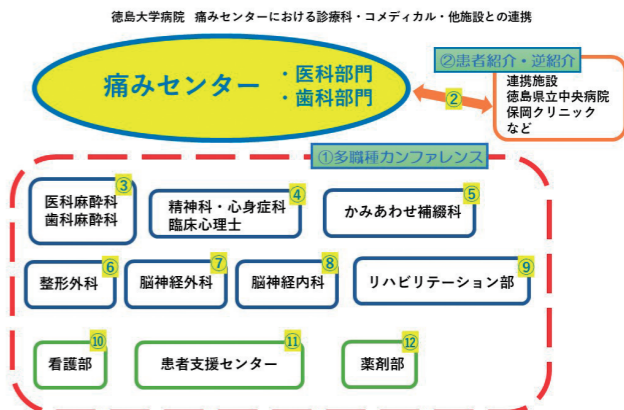 徳島大学病院 痛みセンターにおける診療科・コメディカル・他施設との連携
痛みセンター
・医科部門
・歯科部門
②
②患者紹介・逆紹介
連携施設
徳島県立中央病院
保岡クリニック
など
①多職種カンファレンス
③
医科麻酔科
歯科麻酔科
④
精神科・心身症科
臨床心理士
⑤
かみあわせ補綴科
⑥
整形外科
⑦
脳神経外科
⑧
脳神経内科
⑨
リハビリテーション部
⑩
看護部
⑪
患者支援センター
⑫
薬剤部